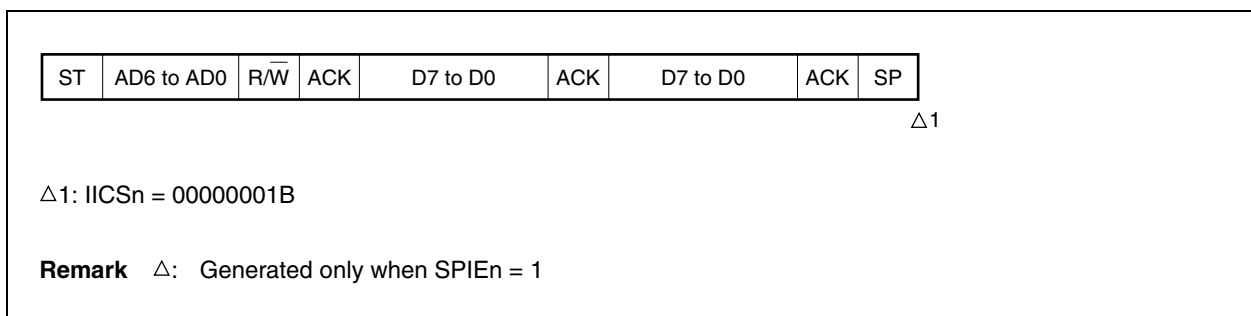 ST AD6 to AD0 R/W̅ ACK D7 to D0 ACK D7 to D0 ACK SP
△1
△1: IICSn = 00000001B
Remark △: Generated only when SPIEn = 1